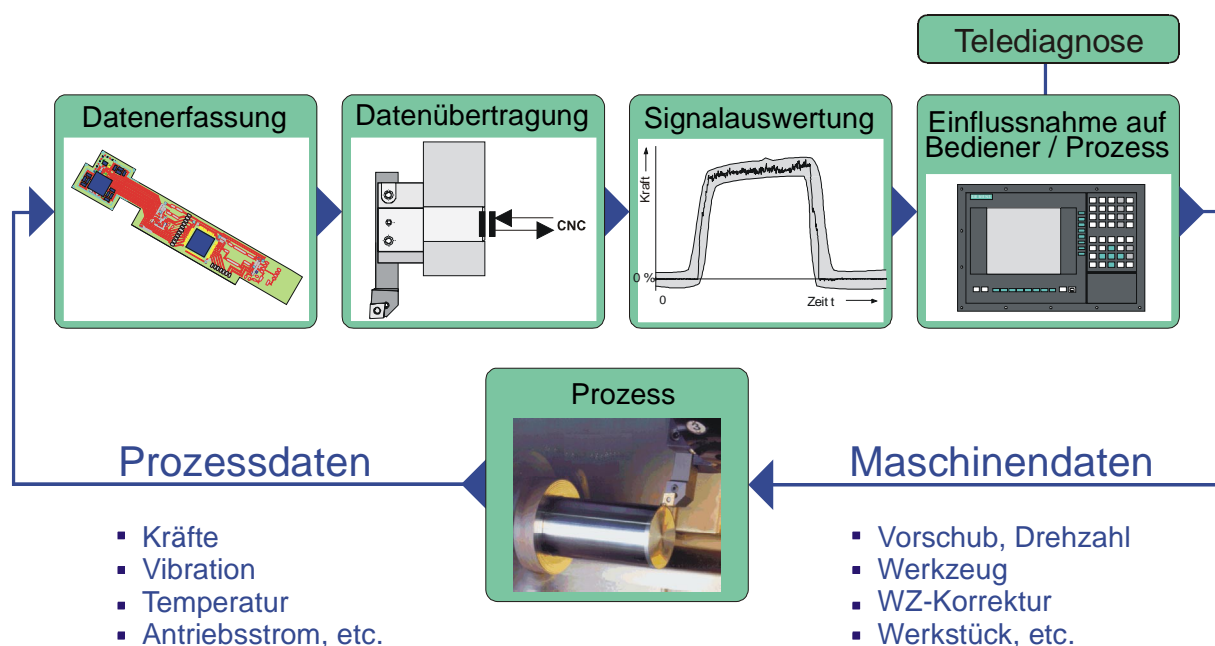 Telediagnose
Datenerfassung
Datenübertragung
CNC
Signalauswertung
Kraft
0 %
0
Zeit t
Einflussnahme auf
Bediener / Prozess
Prozess
Prozessdaten
▪ Kräfte
▪ Vibration
▪ Temperatur
▪ Antriebsstrom, etc.
Maschinendaten
▪ Vorschub, Drehzahl
▪ Werkzeug
▪ WZ-Korrektur
▪ Werkstück, etc.